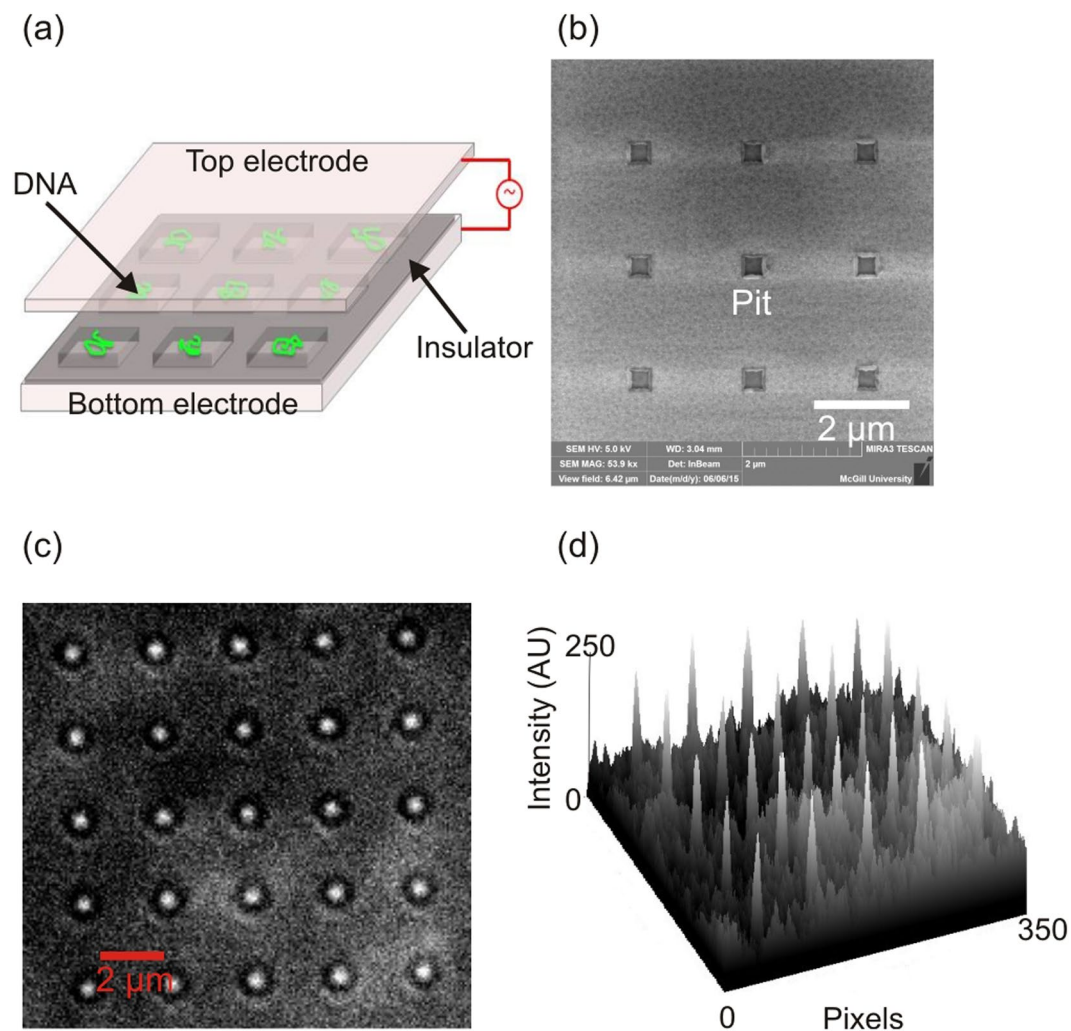 (a)
Top electrode
DNA
Insulator
Bottom electrode
(b)
Pit
2 μm
SEM HV: 5.0 kV
WD: 3.04 mm
MIRA3 TESCAN
SEM MAG: 53.9 kx
Det: InBeam
2 μm
View field: 6.42 μm
Date(m/d/y): 06/06/15
McGill University
(c)
2 μm
(d)
Intensity (AU)
250
0
350
0
Pixels